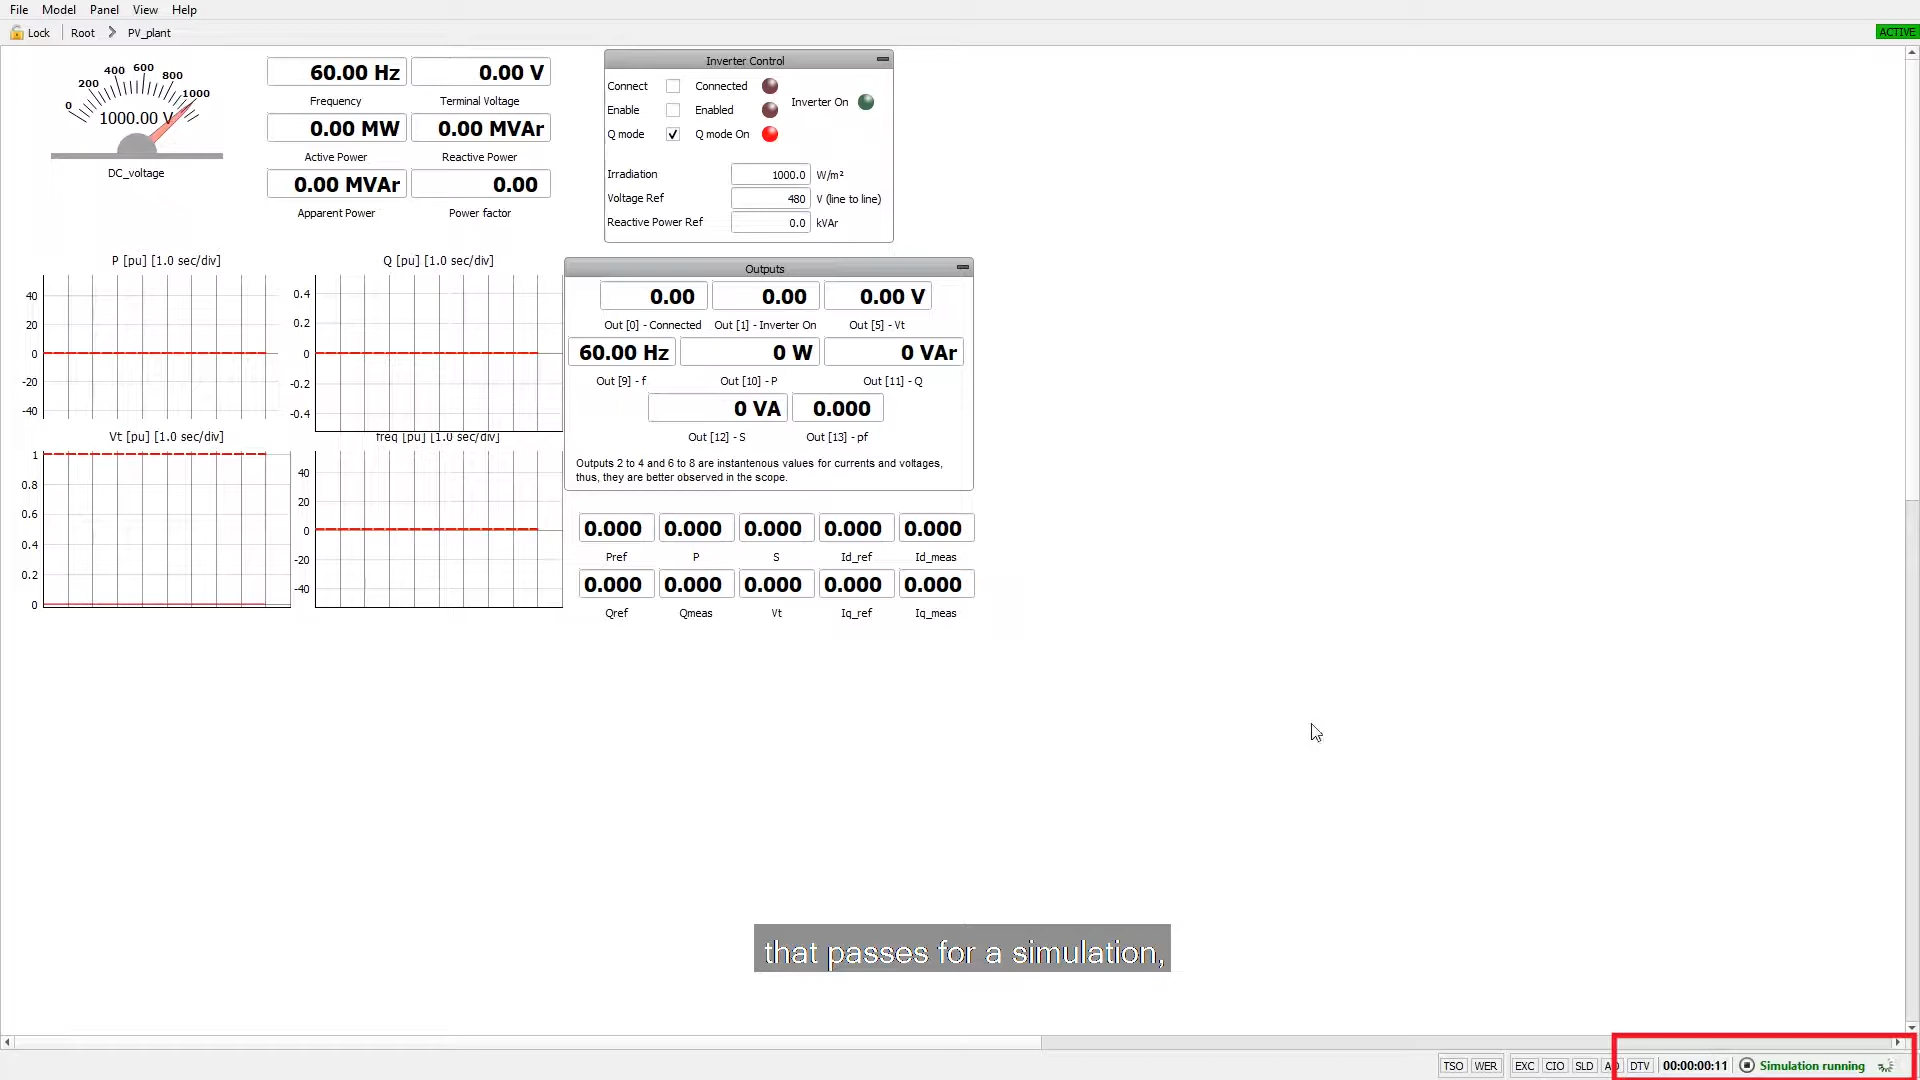 File Model Panel View Help
Lock Root PV_plant ACTIVE
0 200 400 600 800 1000
1000.00 V
DC_voltage
60.00 Hz 0.00 V
Frequency Terminal Voltage
0.00 MW 0.00 MVAr
Active Power Reactive Power
0.00 MVAr 0.00
Apparent Power Power factor
Inverter Control
Connect Connected
Enable Enabled Inverter On
Q mode Q mode On
Irradiation 1000.0 W/m²
Voltage Ref 480 V (line to line)
Reactive Power Ref 0.0 kVAr
P [pu] [1.0 sec/div]
40
20
0
-20
-40
Q [pu] [1.0 sec/div]
0.4
0.2
0
-0.2
-0.4
Vt [pu] [1.0 sec/div]
1
0.8
0.6
0.4
0.2
0
freq [pu] [1.0 sec/div]
40
20
0
-20
-40
Outputs
0.00 0.00 0.00 V
Out [0] - Connected Out [1] - Inverter On Out [5] - Vt
60.00 Hz 0 W 0 VAr
Out [9] - f Out [10] - P Out [11] - Q
0 VA 0.000
Out [12] - S Out [13] - pf
Outputs 2 to 4 and 6 to 8 are instantenous values for currents and voltages,
thus, they are better observed in the scope.
0.000 0.000 0.000 0.000 0.000
Pref P S Id_ref Id_meas
0.000 0.000 0.000 0.000 0.000
Qref Qmeas Vt Iq_ref Iq_meas
that passes for a simulation,
TSO WER EXC CIO SLD DTV 00:00:00:11 Simulation running